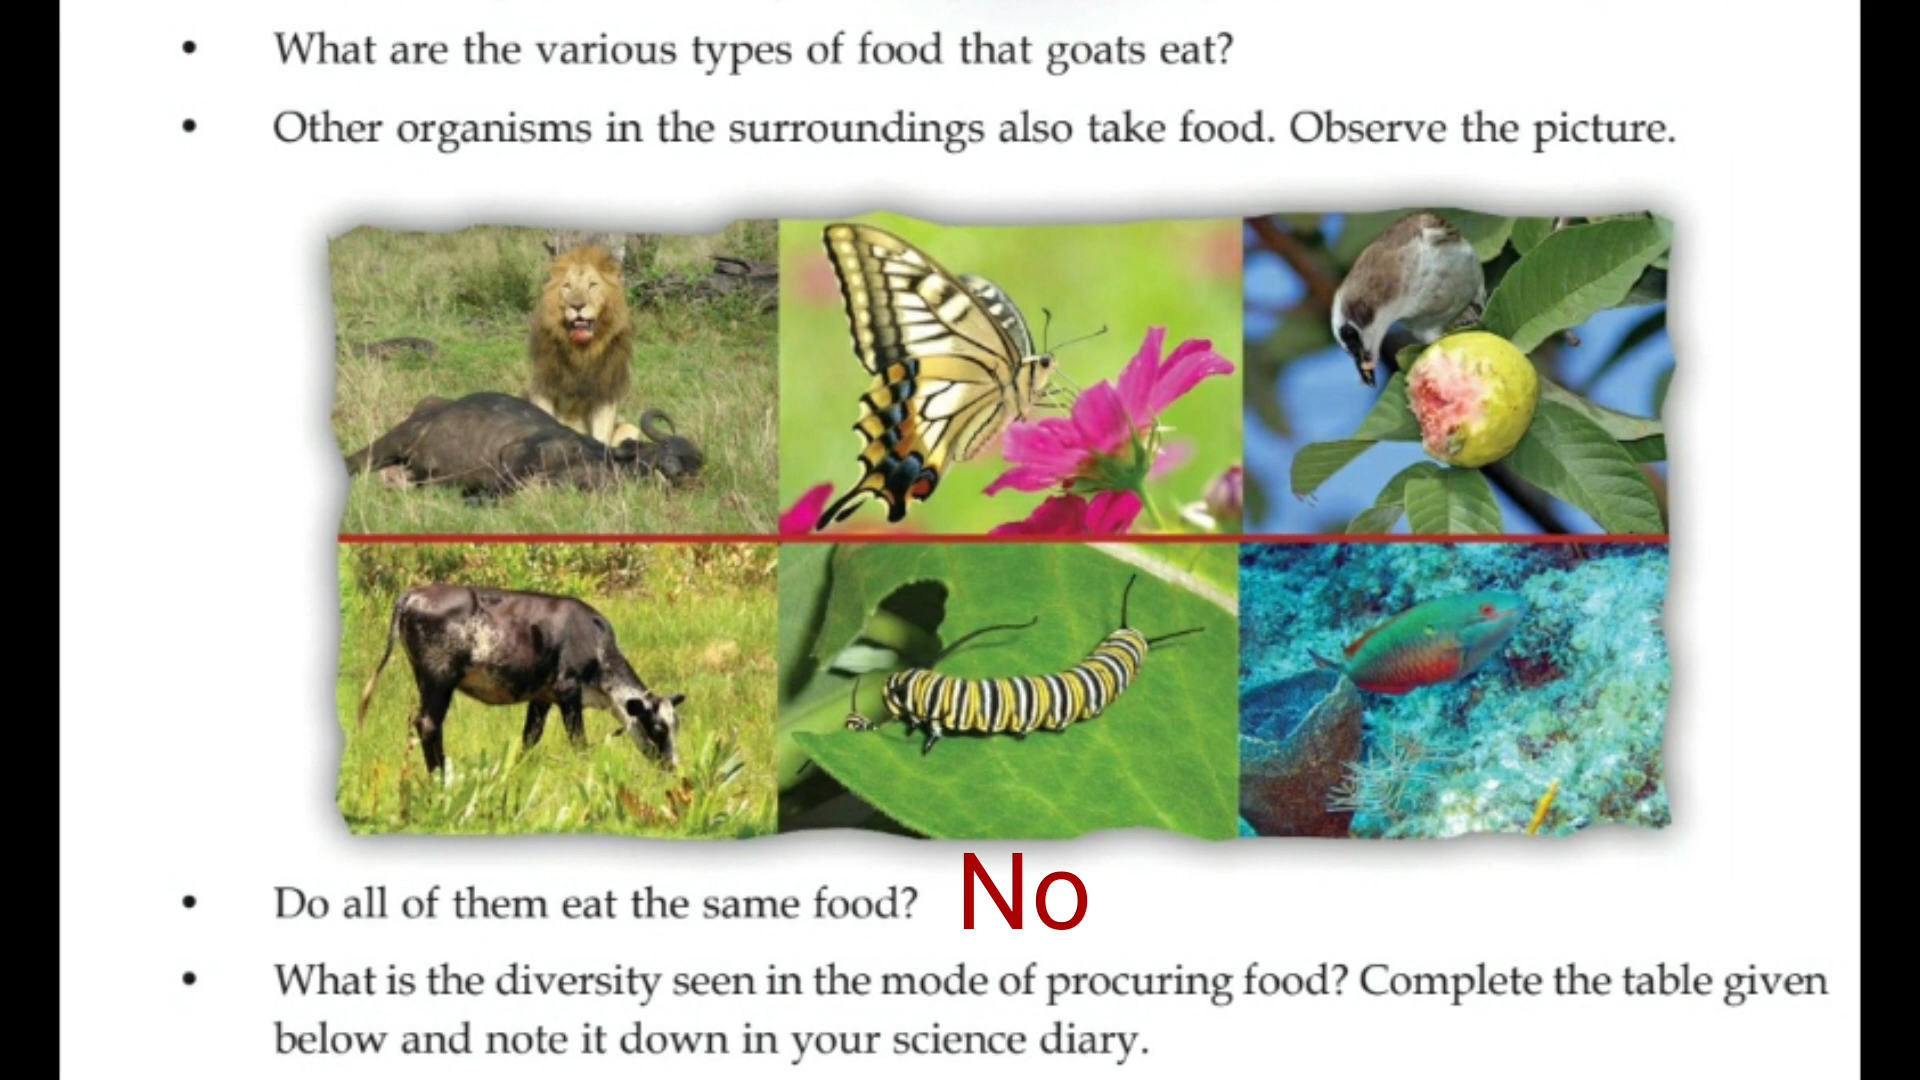 • What are the various types of food that goats eat?
• Other organisms in the surroundings also take food. Observe the picture.
• Do all of them eat the same food? No
• What is the diversity seen in the mode of procuring food? Complete the table given
below and note it down in your science diary.